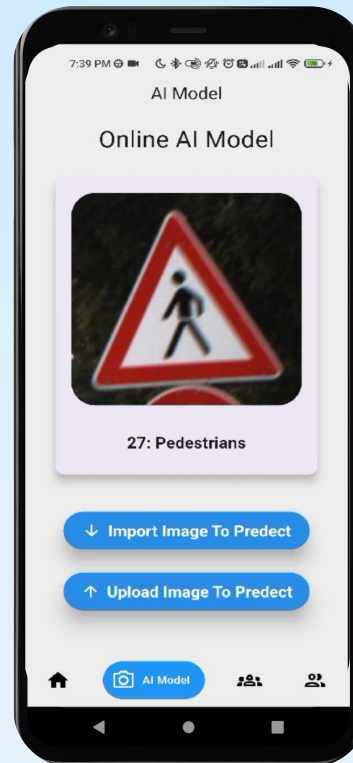 7:39 PM
AI Model
Online AI Model
27: Pedestrians
Import Image To Predect
Upload Image To Predect
AI Model